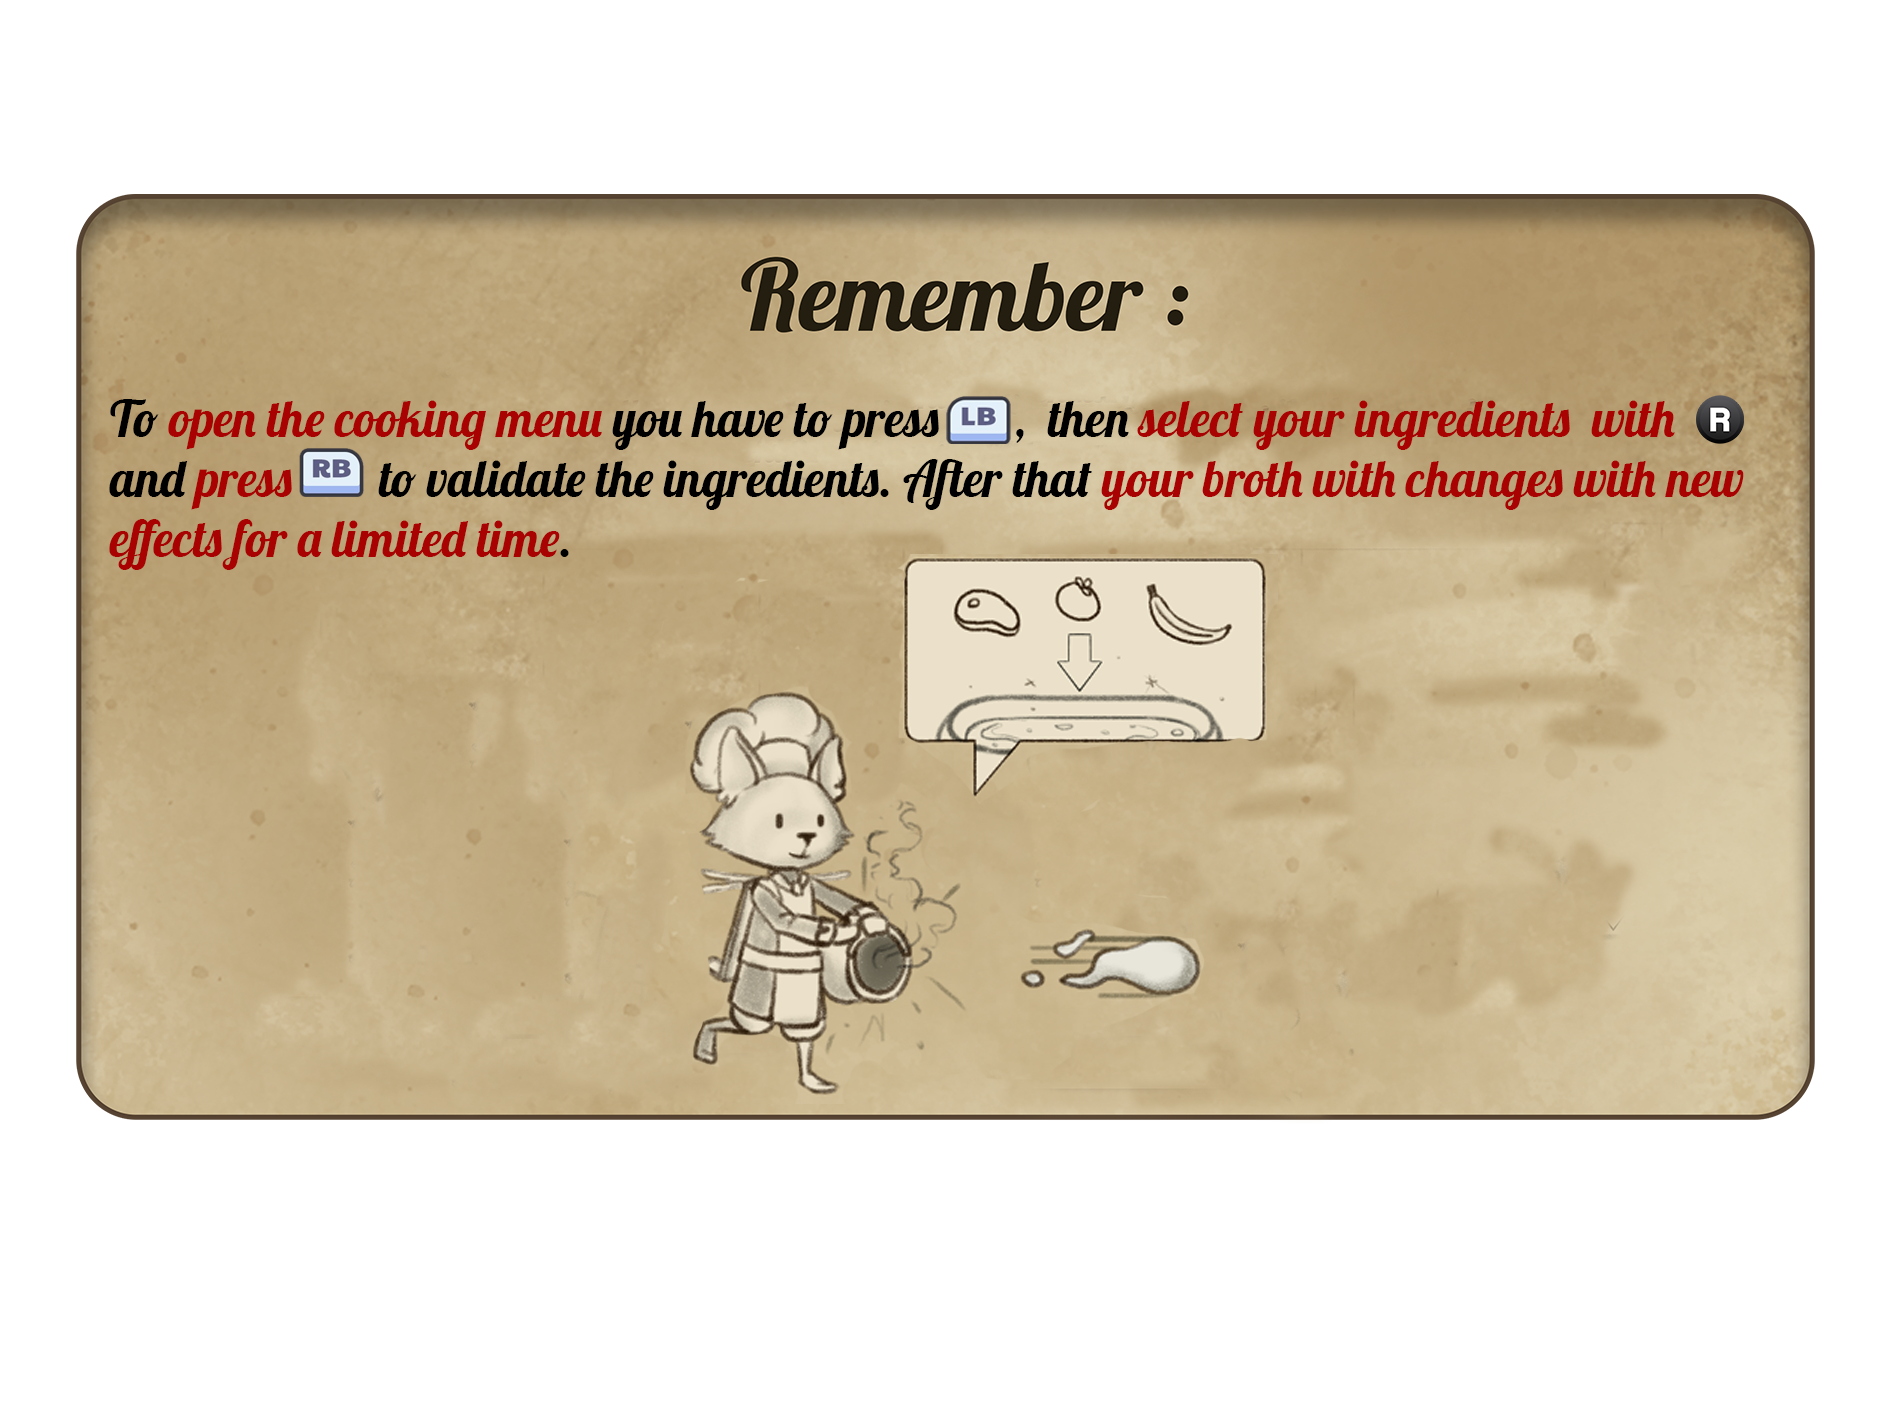 Remember :
To open the cooking menu you have to press LB, then select your ingredients with R
and press RB to validate the ingredients. After that your broth with changes with new
effects for a limited time.